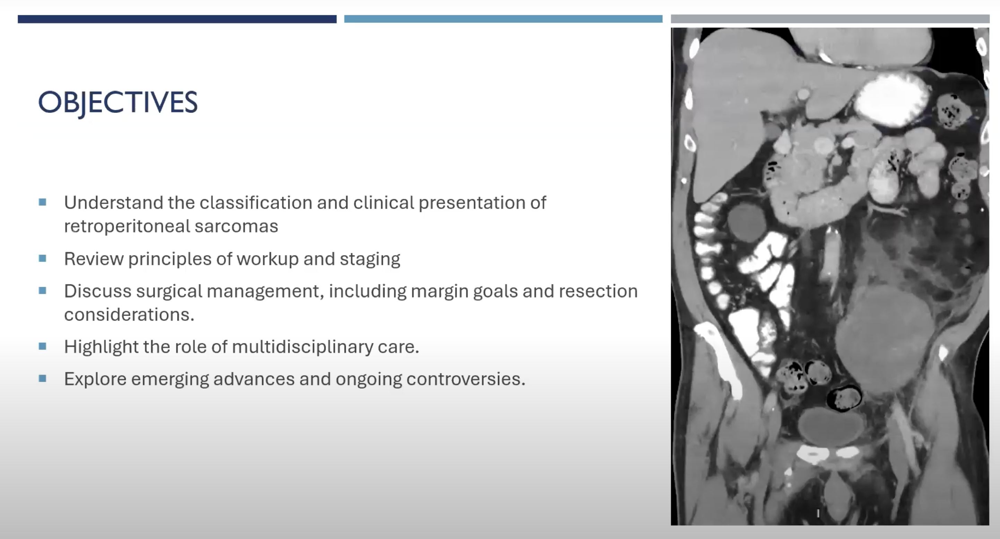 OBJECTIVES
Understand the classification and clinical presentation of
retroperitoneal sarcomas
Review principles of workup and staging
Discuss surgical management, including margin goals and resection
considerations.
Highlight the role of multidisciplinary care.
Explore emerging advances and ongoing controversies.